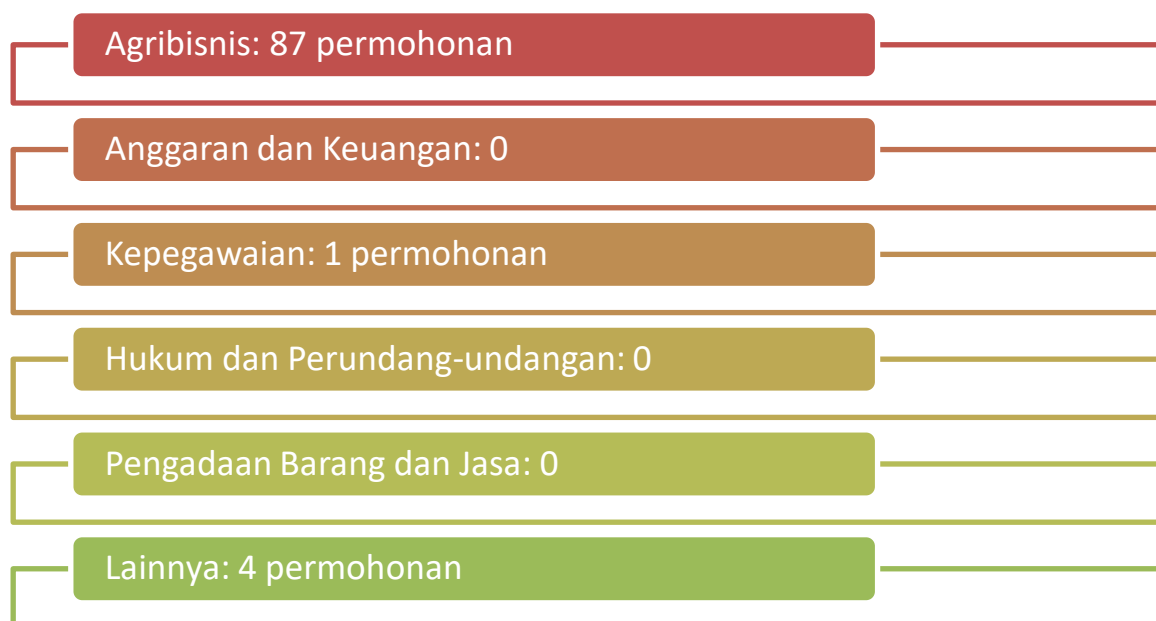 Agribisnis: 87 permohonan
Anggaran dan Keuangan: 0
Kepegawaian: 1 permohonan
Hukum dan Perundang-undangan: 0
Pengadaan Barang dan Jasa: 0
Lainnya: 4 permohonan